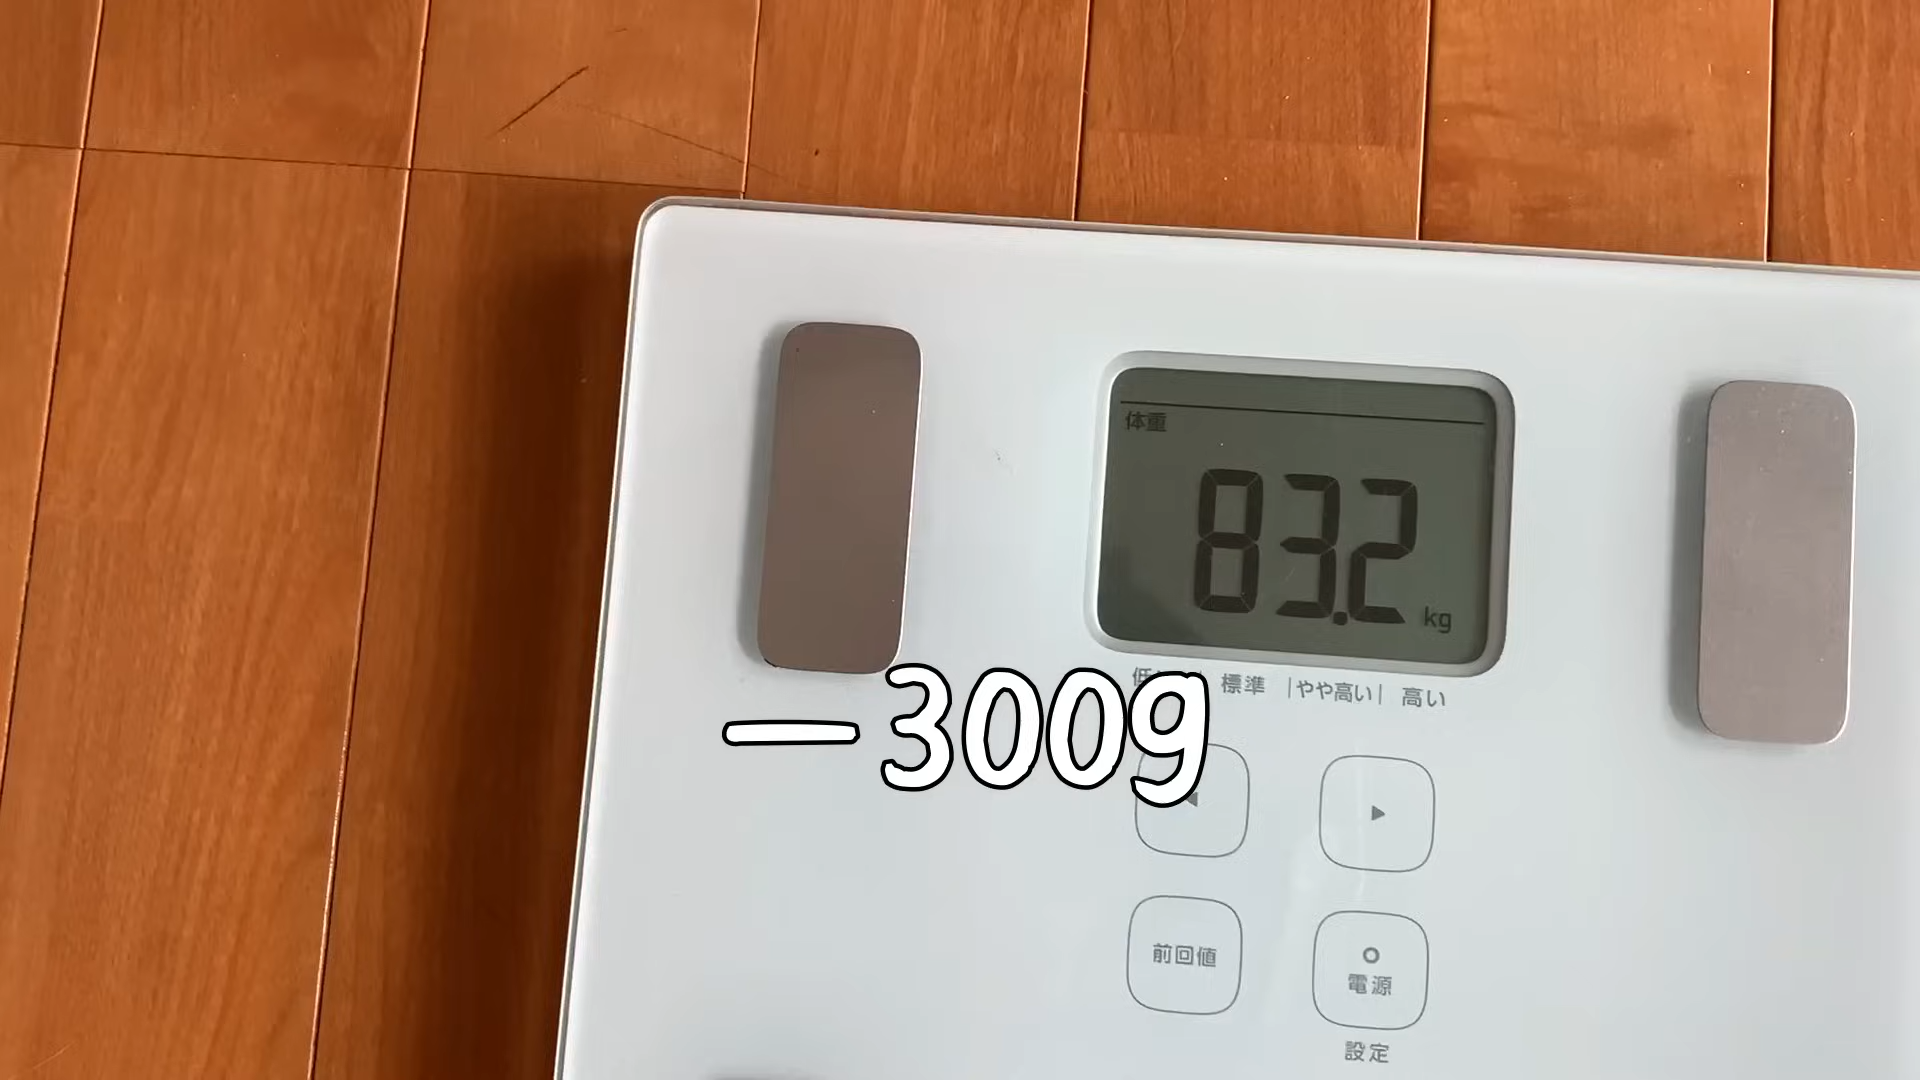 体重
83.2 kg
標準 |やや高い| 高い
ー300g
◀ ▶
前回値 電源
設定